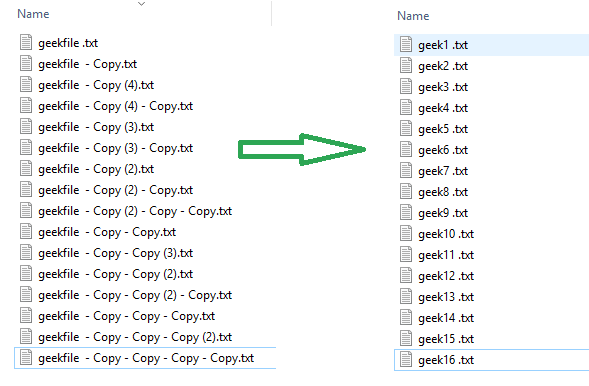 Name
geekfile .txt
geekfile  - Copy.txt
geekfile  - Copy (4).txt
geekfile  - Copy (4) - Copy.txt
geekfile  - Copy (3).txt
geekfile  - Copy (3) - Copy.txt
geekfile  - Copy (2).txt
geekfile  - Copy (2) - Copy.txt
geekfile  - Copy (2) - Copy - Copy.txt
geekfile  - Copy - Copy.txt
geekfile  - Copy - Copy (3).txt
geekfile  - Copy - Copy (2).txt
geekfile  - Copy - Copy (2) - Copy.txt
geekfile  - Copy - Copy - Copy.txt
geekfile  - Copy - Copy - Copy (2).txt
geekfile  - Copy - Copy - Copy - Copy.txt
Name
geek1 .txt
geek2 .txt
geek3 .txt
geek4 .txt
geek5 .txt
geek6 .txt
geek7 .txt
geek8 .txt
geek9 .txt
geek10 .txt
geek11 .txt
geek12 .txt
geek13 .txt
geek14 .txt
geek15 .txt
geek16 .txt